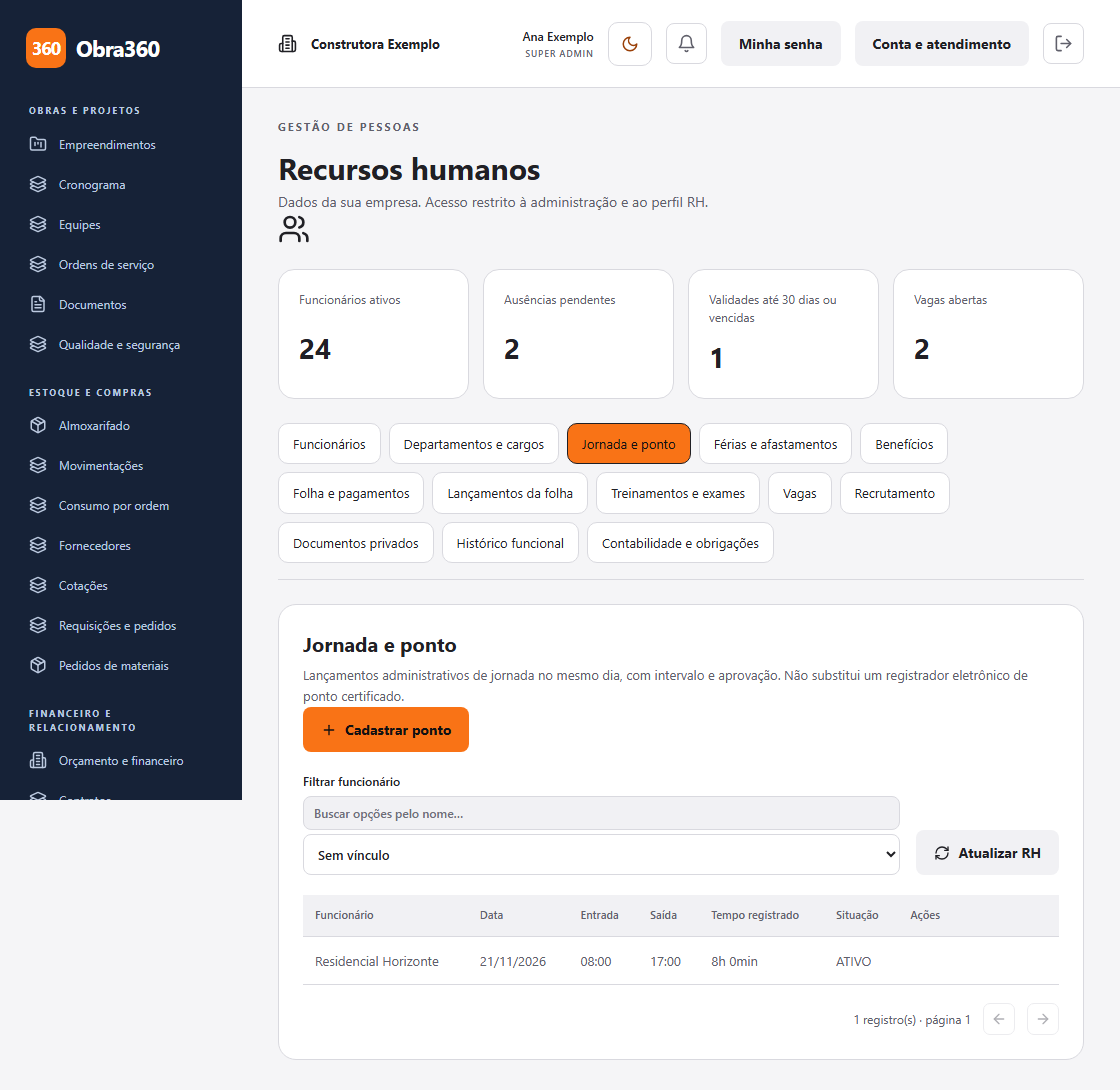 360 Obra360
OBRAS E PROJETOS
Empreendimentos
Cronograma
Equipes
Ordens de serviço
Documentos
Qualidade e segurança
ESTOQUE E COMPRAS
Almoxarifado
Movimentações
Consumo por ordem
Fornecedores
Cotações
Requisições e pedidos
Pedidos de materiais
FINANCEIRO E
RELACIONAMENTO
Orçamento e financeiro
Construtora Exemplo
Ana Exemplo
SUPER ADMIN
Minha senha
Conta e atendimento
GESTÃO DE PESSOAS
Recursos humanos
Dados da sua empresa. Acesso restrito à administração e ao perfil RH.
Funcionários ativos
24
Ausências pendentes
2
Validades até 30 dias ou
vencidas
1
Vagas abertas
2
Funcionários Departamentos e cargos Jornada e ponto Férias e afastamentos Benefícios
Folha e pagamentos Lançamentos da folha Treinamentos e exames Vagas Recrutamento
Documentos privados Histórico funcional Contabilidade e obrigações
Jornada e ponto
Lançamentos administrativos de jornada no mesmo dia, com intervalo e aprovação. Não substitui um registrador eletrônico de
ponto certificado.
+ Cadastrar ponto
Filtrar funcionário
Buscar opções pelo nome...
Sem vínculo
Atualizar RH
Funcionário Data Entrada Saída Tempo registrado Situação Ações
Residencial Horizonte 21/11/2026 08:00 17:00 8h 0min ATIVO
1 registro(s) · página 1